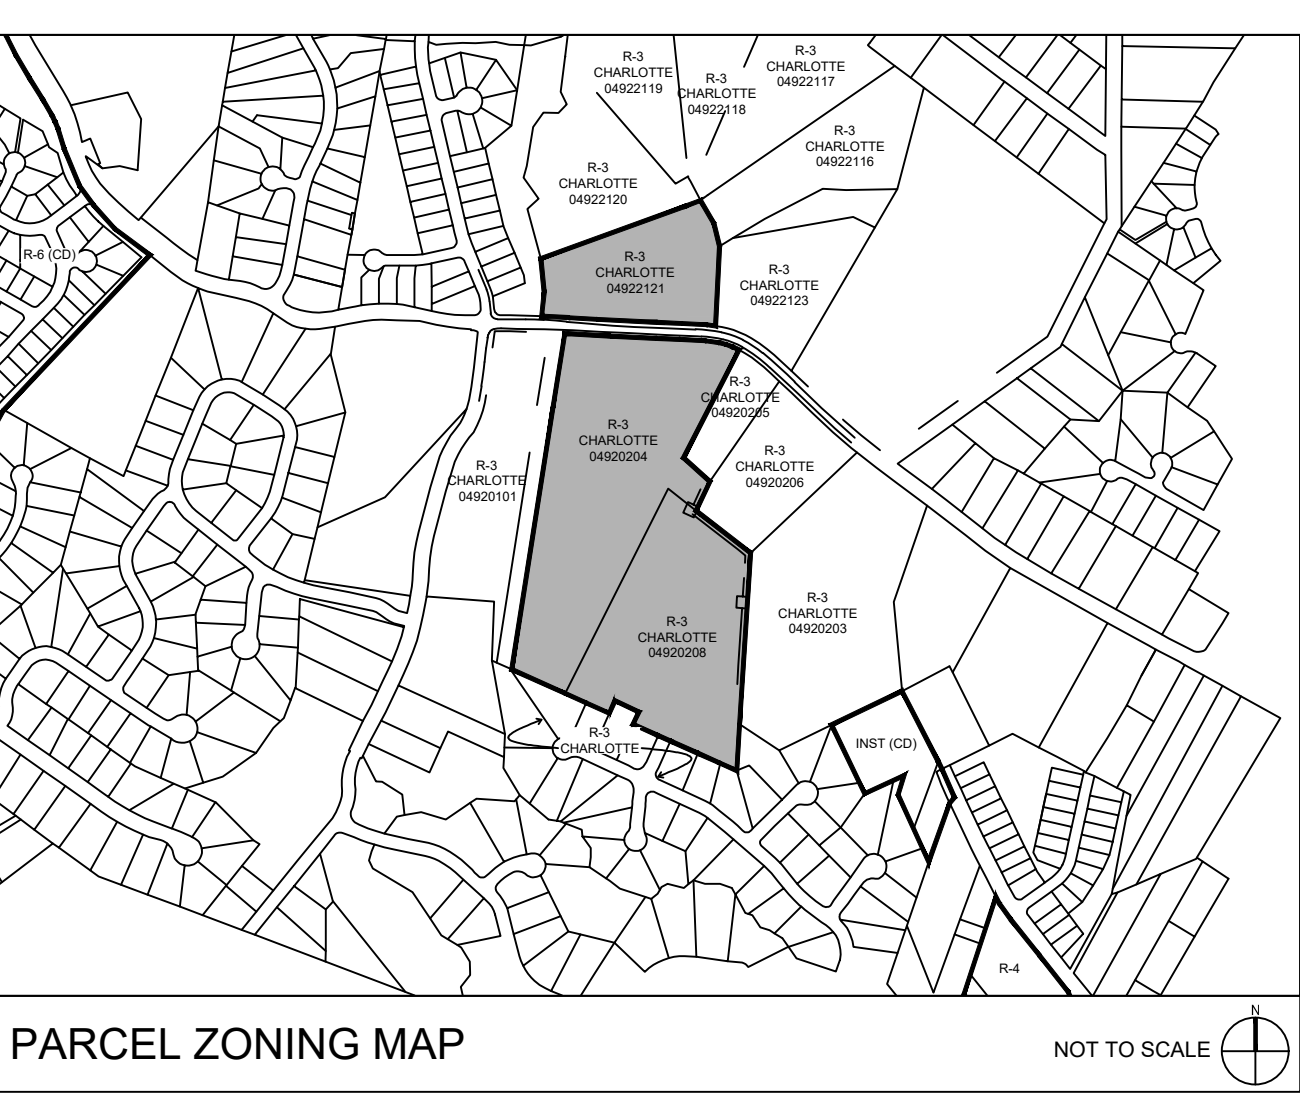 R-3
CHARLOTTE
04922119
R-3
CHARLOTTE
04922118
R-3
CHARLOTTE
04922117
R-3
CHARLOTTE
04922116
R-3
CHARLOTTE
04922120
R-6 (CD)
R-3
CHARLOTTE
04922121
R-3
CHARLOTTE
04922123
R-3
CHARLOTTE
04920205
R-3
CHARLOTTE
04920204
R-3
CHARLOTTE
04920101
R-3
CHARLOTTE
04920206
R-3
CHARLOTTE
04920208
R-3
CHARLOTTE
04920203
R-3
CHARLOTTE
INST (CD)
R-4
PARCEL ZONING MAP
NOT TO SCALE
N